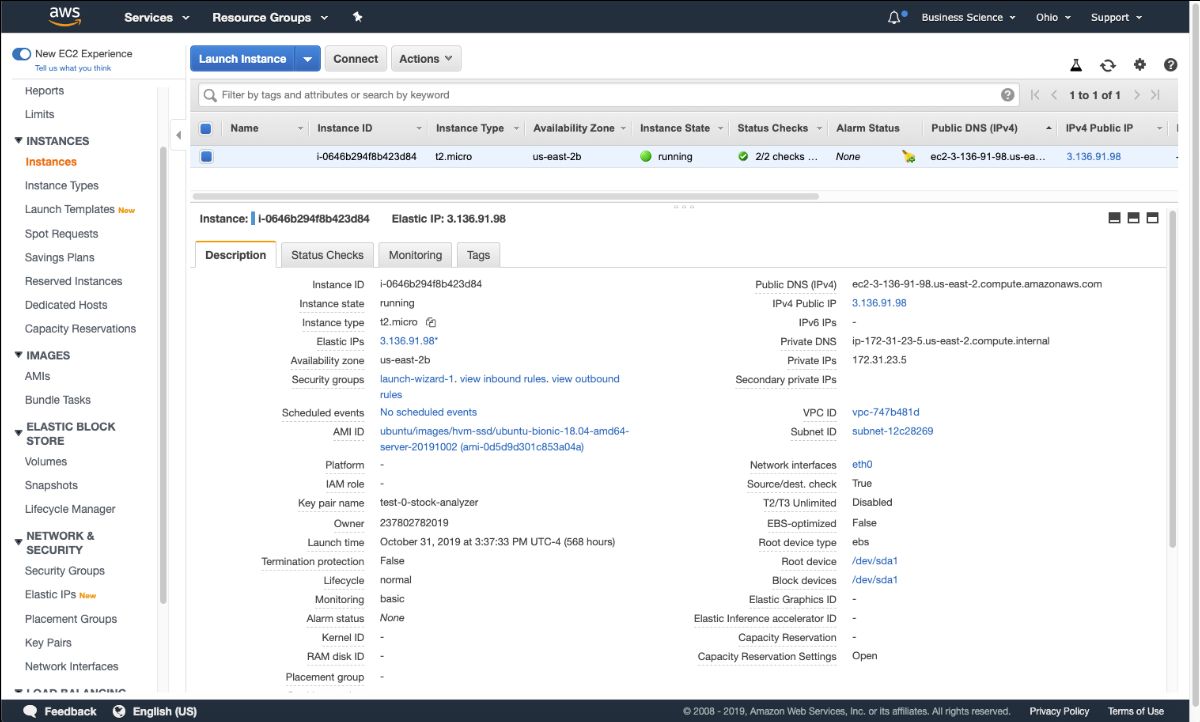 aws Services Resource Groups Business Science Ohio Support
New EC2 Experience
Tell us what you think
Reports
Limits
INSTANCES
Instances
Instance Types
Launch Templates New
Spot Requests
Savings Plans
Reserved Instances
Dedicated Hosts
Capacity Reservations
IMAGES
AMIs
Bundle Tasks
ELASTIC BLOCK
STORE
Volumes
Snapshots
Lifecycle Manager
NETWORK &
SECURITY
Security Groups
Elastic IPs New
Placement Groups
Key Pairs
Network Interfaces
LOAD BALANCING
Launch Instance Connect Actions
Filter by tags and attributes or search by keyword 1 to 1 of 1
Name Instance ID Instance Type Availability Zone Instance State Status Checks Alarm Status Public DNS (IPv4) IPv4 Public IP
i-0646b294f8b423d84 t2.micro us-east-2b running 2/2 checks ... None ec2-3-136-91-98.us-ea... 3.136.91.98 -
Instance: i-0646b294f8b423d84 Elastic IP: 3.136.91.98
Description Status Checks Monitoring Tags
Instance ID i-0646b294f8b423d84
Instance state running
Instance type t2.micro
Elastic IPs 3.136.91.98*
Availability zone us-east-2b
Security groups launch-wizard-1. view inbound rules. view outbound
rules
Scheduled events No scheduled events
AMI ID ubuntu/images/hvm-ssd/ubuntu-bionic-18.04-amd64-
server-20191002 (ami-0d5d9d301c853a04a)
Platform -
IAM role -
Key pair name test-0-stock-analyzer
Owner 237802782019
Launch time October 31, 2019 at 3:37:33 PM UTC-4 (568 hours)
Termination protection False
Lifecycle normal
Monitoring basic
Alarm status None
Kernel ID -
RAM disk ID -
Placement group -
Public DNS (IPv4) ec2-3-136-91-98.us-east-2.compute.amazonaws.com
IPv4 Public IP 3.136.91.98
IPv6 IPs -
Private DNS ip-172-31-23-5.us-east-2.compute.internal
Private IPs 172.31.23.5
Secondary private IPs
VPC ID vpc-747b481d
Subnet ID subnet-12c28269
Network interfaces eth0
Source/dest. check True
T2/T3 Unlimited Disabled
EBS-optimized False
Root device type ebs
Root device /dev/sda1
Block devices /dev/sda1
Elastic Graphics ID -
Elastic Inference accelerator ID -
Capacity Reservation -
Capacity Reservation Settings Open
Feedback English (US) © 2008 - 2019, Amazon Web Services, Inc. or its affiliates. All rights reserved. Privacy Policy Terms of Use